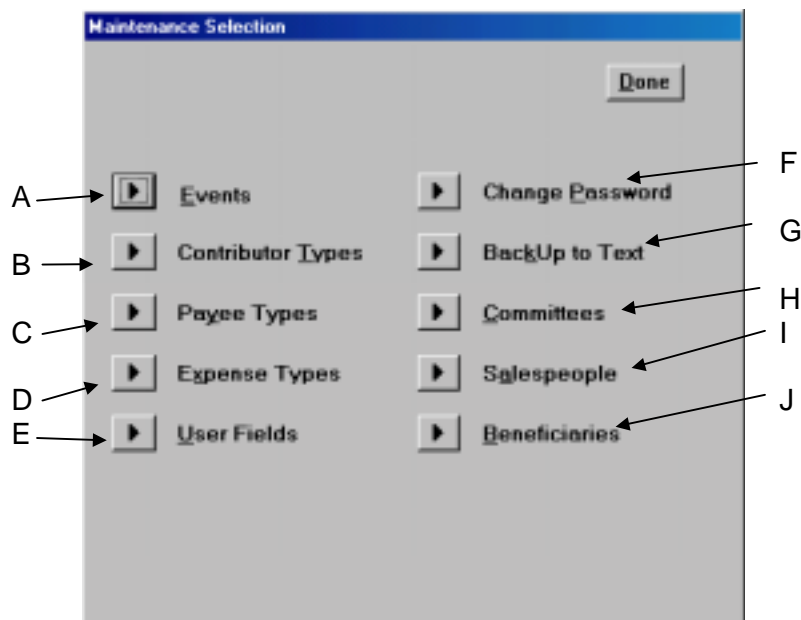 Maintenance Selection
Done
A
Events
B
Contributor Types
C
Payee Types
D
Expense Types
E
User Fields
F
Change Password
G
BackUp to Text
H
Committees
I
Salespeople
J
Beneficiaries